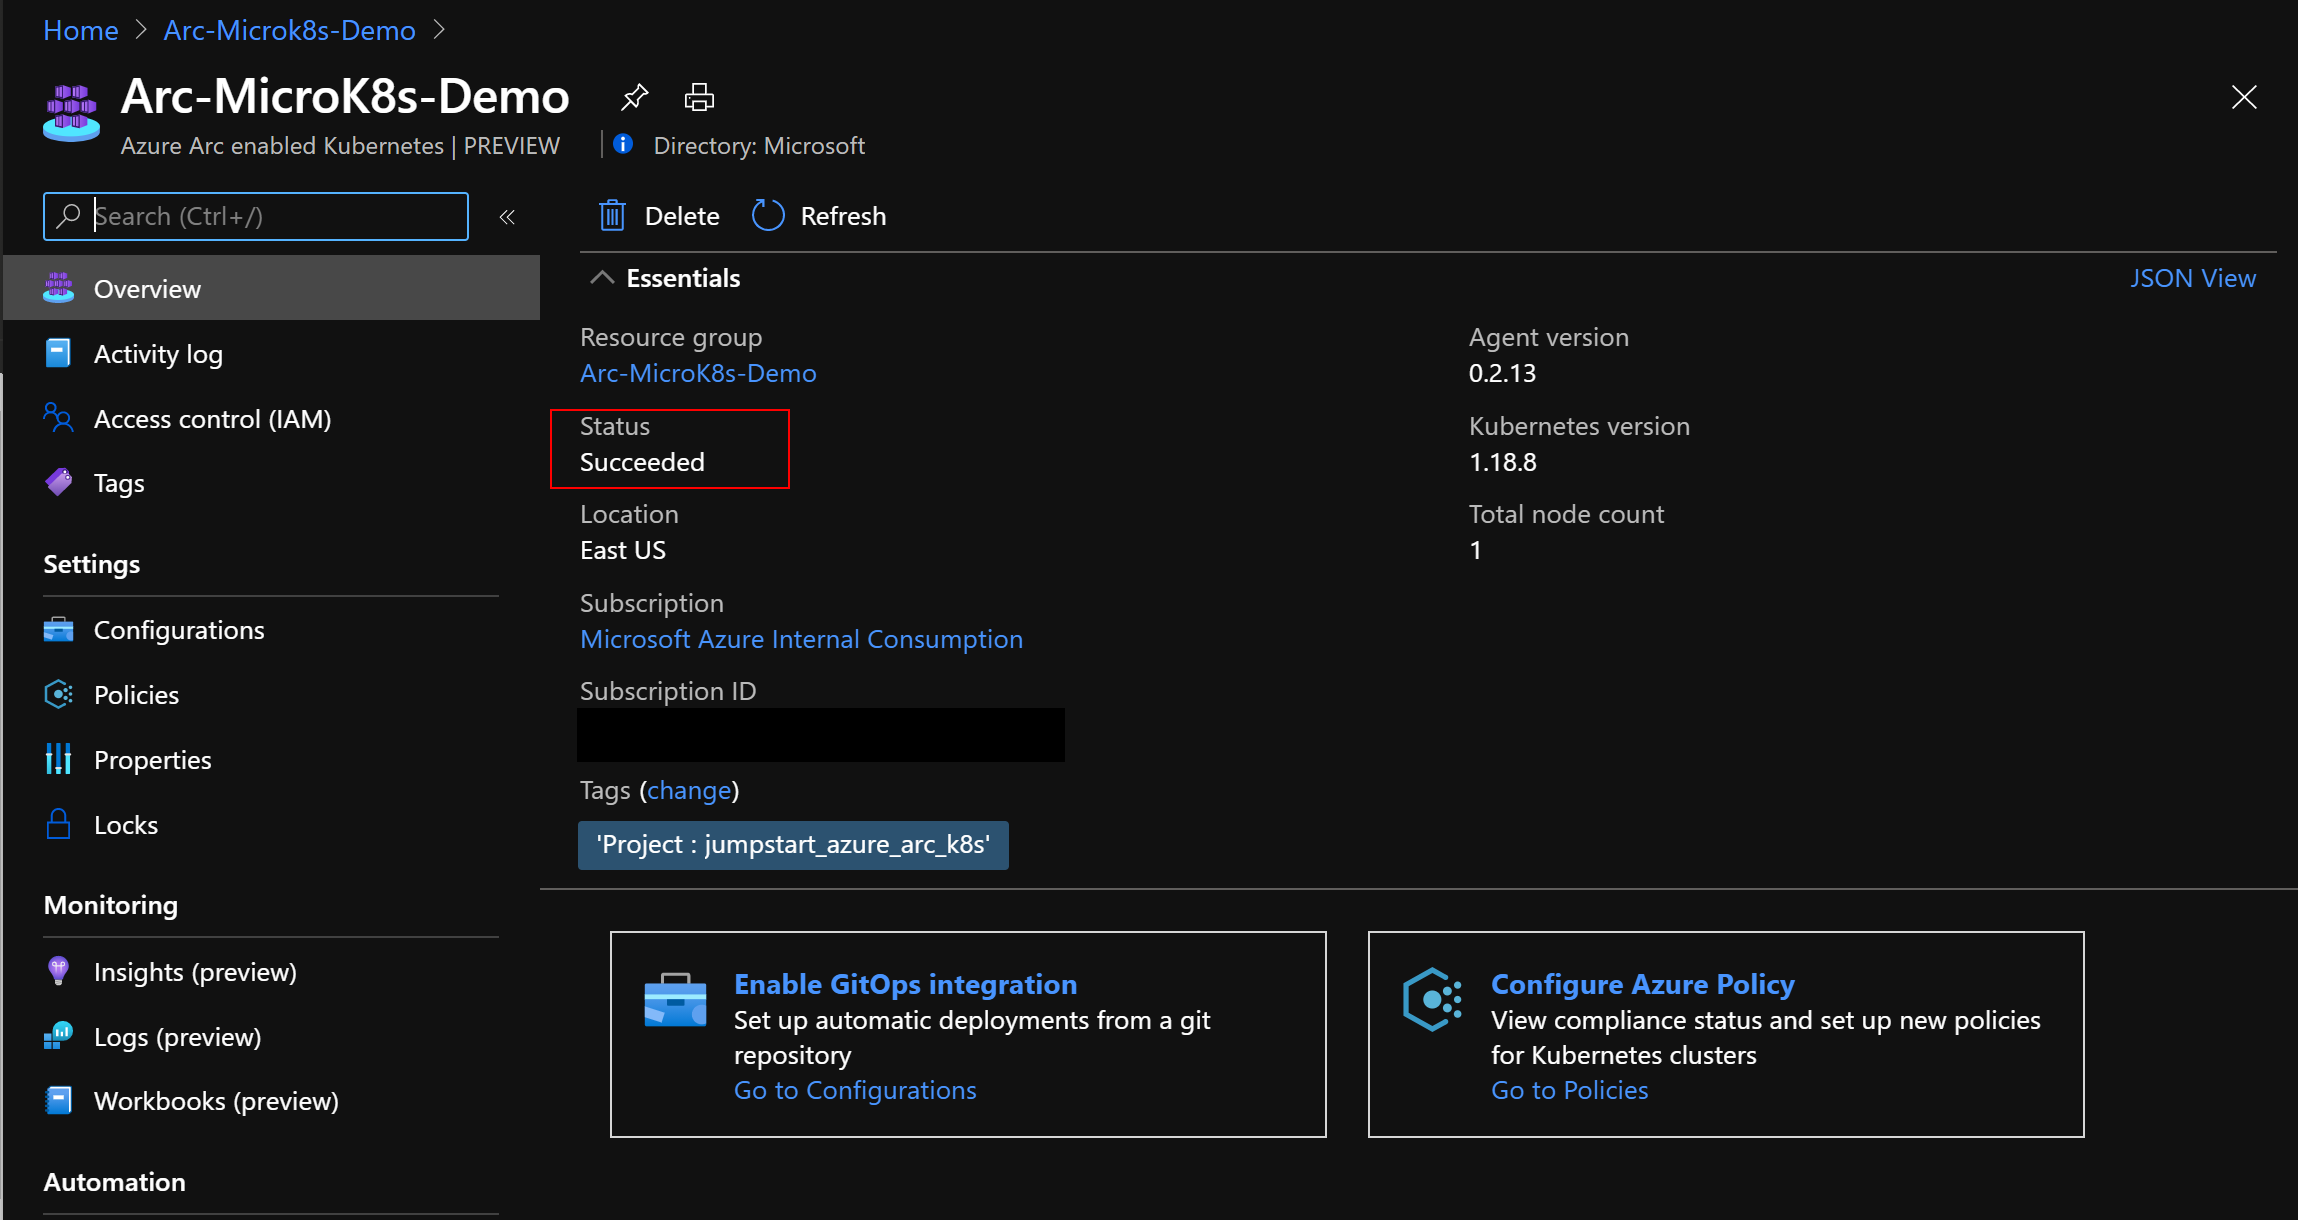 Home > Arc-Microk8s-Demo >
Arc-MicroK8s-Demo
Azure Arc enabled Kubernetes | PREVIEW
Directory: Microsoft
Search (Ctrl+/)
«
Overview
Activity log
Access control (IAM)
Tags
Settings
Configurations
Policies
Properties
Locks
Monitoring
Insights (preview)
Logs (preview)
Workbooks (preview)
Automation
Delete
Refresh
Essentials
JSON View
Resource group
Arc-MicroK8s-Demo
Status
Succeeded
Location
East US
Subscription
Microsoft Azure Internal Consumption
Subscription ID
Tags (change)
'Project : jumpstart_azure_arc_k8s'
Agent version
0.2.13
Kubernetes version
1.18.8
Total node count
1
Enable GitOps integration
Set up automatic deployments from a git
repository
Go to Configurations
Configure Azure Policy
View compliance status and set up new policies
for Kubernetes clusters
Go to Policies